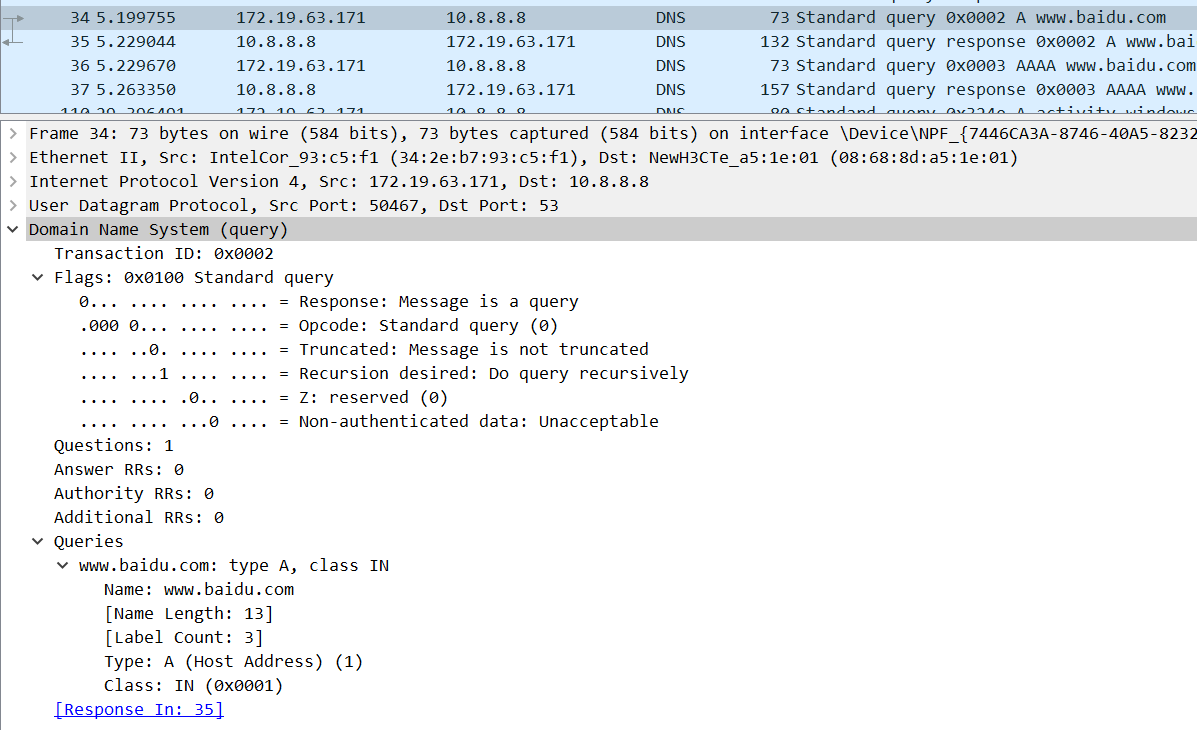 34 5.199755 172.19.63.171 10.8.8.8 DNS 73 Standard query 0x0002 A www.baidu.com
35 5.229044 10.8.8.8 172.19.63.171 DNS 132 Standard query response 0x0002 A www.bai
36 5.229670 172.19.63.171 10.8.8.8 DNS 73 Standard query 0x0003 AAAA www.baidu.com
37 5.263350 10.8.8.8 172.19.63.171 DNS 157 Standard query response 0x0003 AAAA www.
Frame 34: 73 bytes on wire (584 bits), 73 bytes captured (584 bits) on interface \Device\NPF_{7446CA3A-8746-40A5-8232
Ethernet II, Src: IntelCor_93:c5:f1 (34:2e:b7:93:c5:f1), Dst: NewH3CTe_a5:1e:01 (08:68:8d:a5:1e:01)
Internet Protocol Version 4, Src: 172.19.63.171, Dst: 10.8.8.8
User Datagram Protocol, Src Port: 50467, Dst Port: 53
Domain Name System (query)
Transaction ID: 0x0002
Flags: 0x0100 Standard query
0... .... .... .... = Response: Message is a query
.000 0... .... .... = Opcode: Standard query (0)
.... ..0. .... .... = Truncated: Message is not truncated
.... ...1 .... .... = Recursion desired: Do query recursively
.... .... .0.. .... = Z: reserved (0)
.... .... ...0 .... = Non-authenticated data: Unacceptable
Questions: 1
Answer RRs: 0
Authority RRs: 0
Additional RRs: 0
Queries
www.baidu.com: type A, class IN
Name: www.baidu.com
[Name Length: 13]
[Label Count: 3]
Type: A (Host Address) (1)
Class: IN (0x0001)
[Response In: 35]